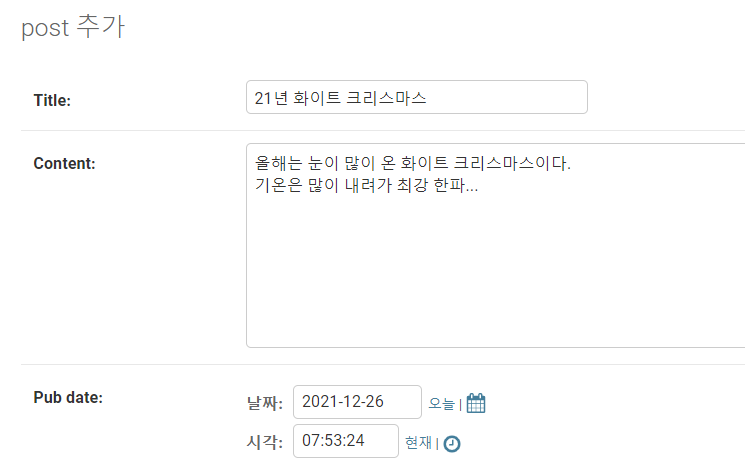 post 추가
Title:
21년 화이트 크리스마스
Content:
올해는 눈이 많이 온 화이트 크리스마스이다.
기온은 많이 내려가 최강 한파...
Pub date:
날짜: 2021-12-26 오늘 |
시각: 07:53:24 현재 |